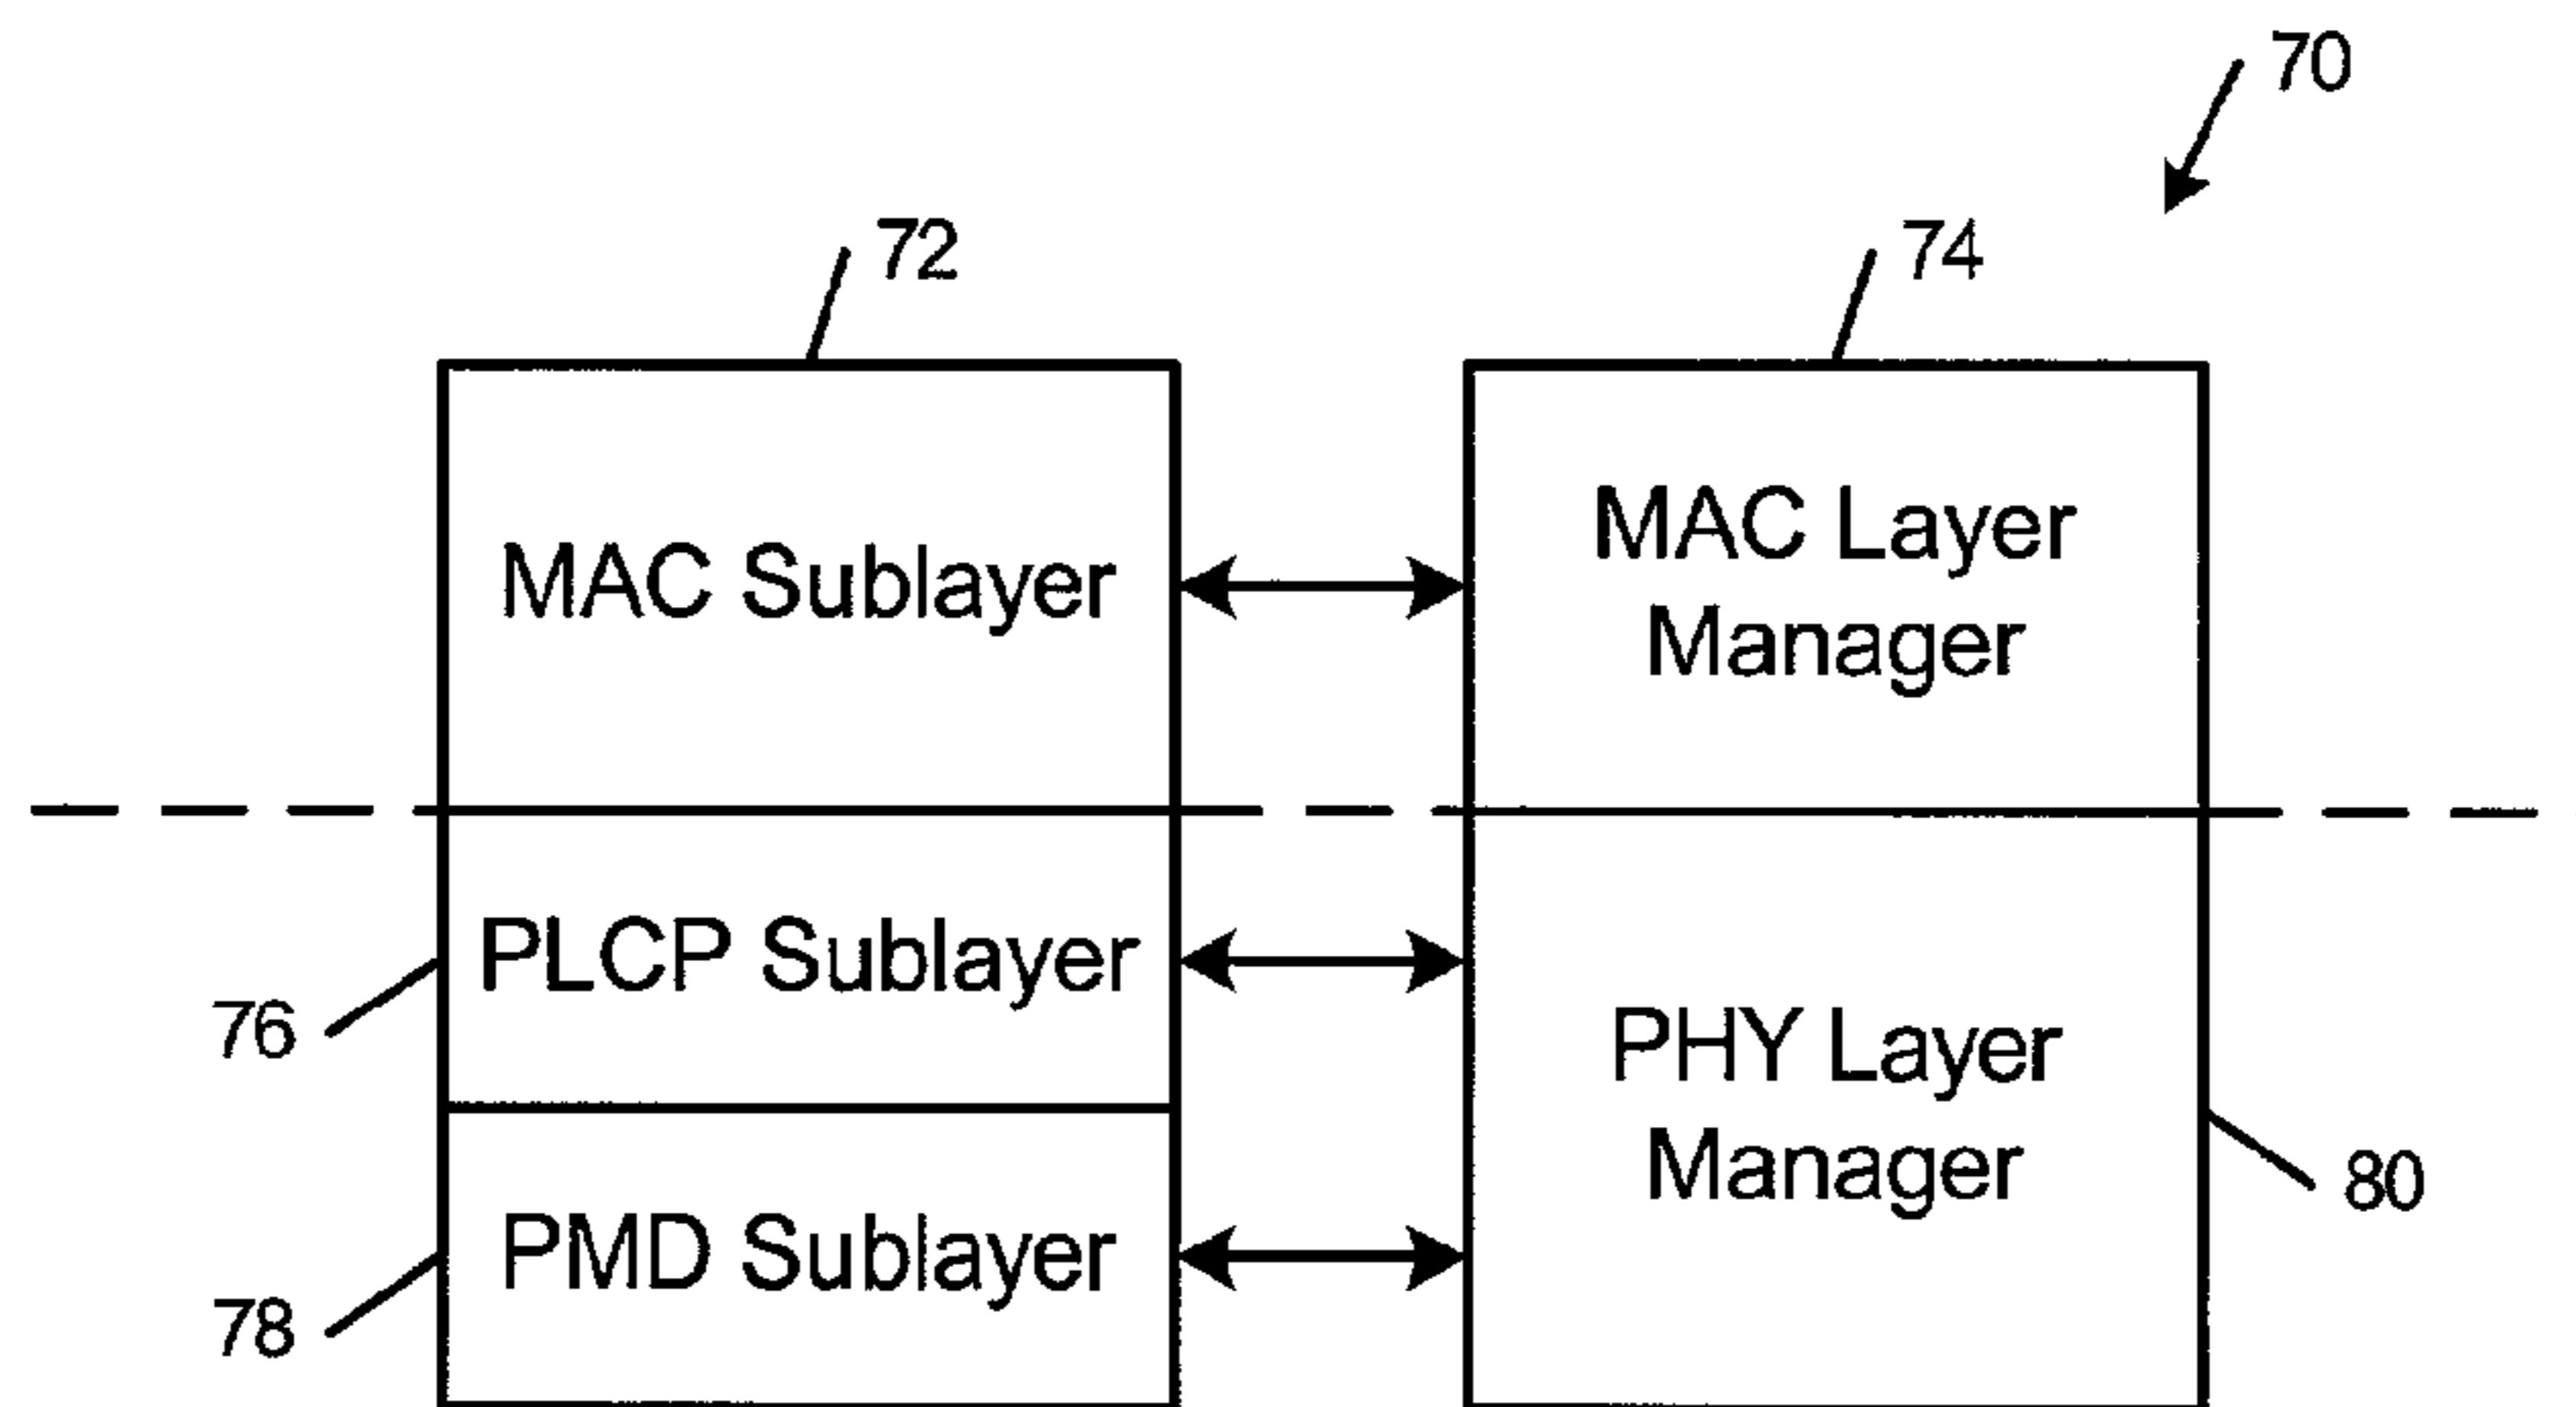 70
72
74
MAC Sublayer
MAC Layer
Manager
PLCP Sublayer
76
PHY Layer
Manager
80
PMD Sublayer
78